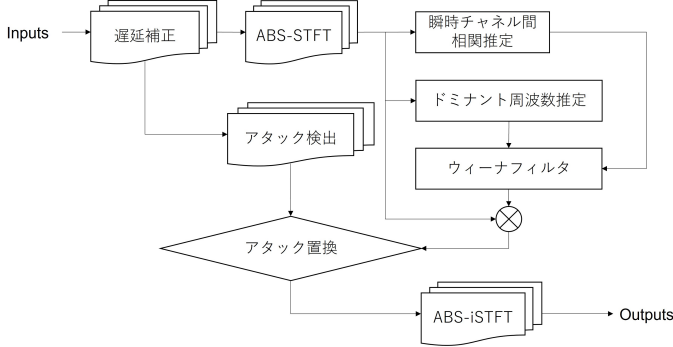 Inputs
遅延補正
ABS-STFT
瞬時チャネル間
相関推定
ドミナント周波数推定
アタック検出
ウィーナフィルタ
アタック置換
ABS-iSTFT
Outputs